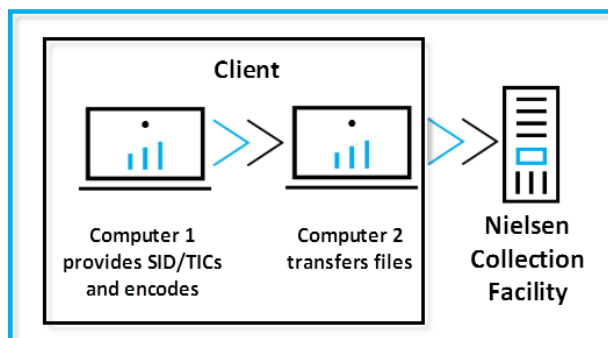 Client
Computer 1
provides SID/TICs
and encodes
Computer 2
transfers files
Nielsen
Collection
Facility